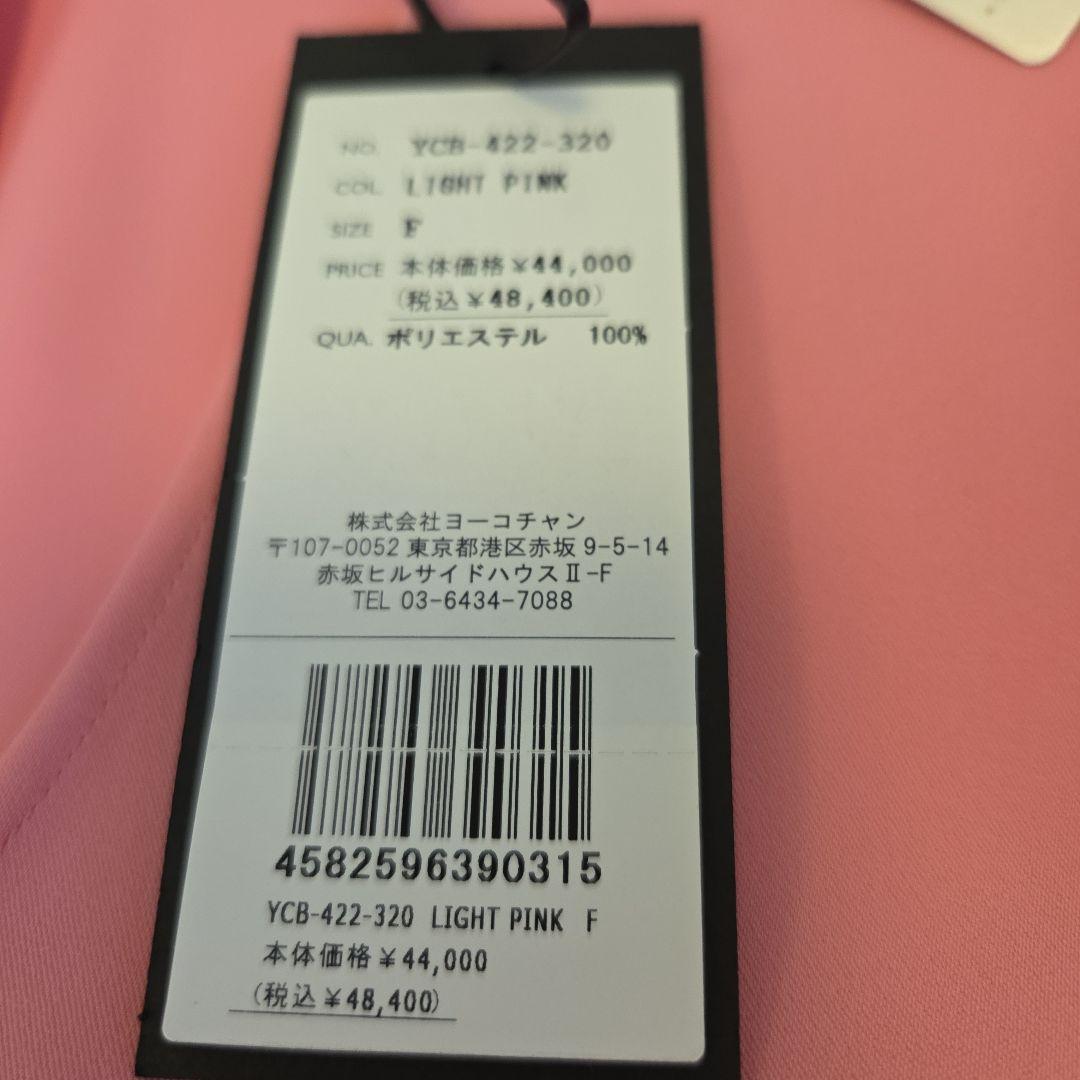 NO. YCB-422-320
COL. LIGHT PINK
SIZE F
PRICE 本体価格¥44,000
(税込¥48,400)
QUA. ポリエステル 100%
株式会社ヨーコチャン
〒107-0052 東京都港区赤坂 9-5-14
赤坂ヒルサイドハウスⅡ-F
TEL 03-6434-7088
4582596390315
YCB-422-320 LIGHT PINK F
本体価格¥44,000
(税込¥48,400)